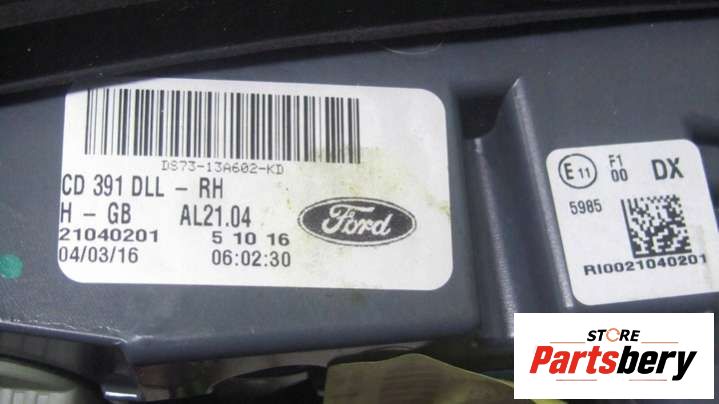 DS73-13A602-KD
CD 391 DLL - RH
H - GB AL21.04
21040201 5 10 16
04/03/16 06:02:30
Ford
E 11
F1
00
DX
5985
RI0021040201
STORE
Partsbery